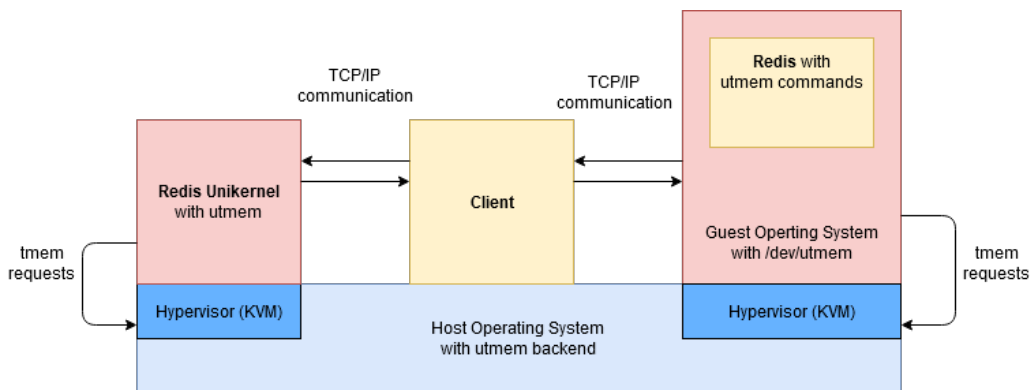 TCP/IP
communication
Redis Unikernel
with utmem
tmem
requests
Hypervisor (KVM)
Client
TCP/IP
communication
Redis with
utmem commands
Guest Operting System
with /dev/utmem
tmem
requests
Hypervisor (KVM)
Host Operating System
with utmem backend